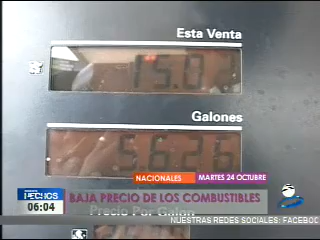 Esta Venta
15.0
Galones
5.626
NACIONALES
MARTES 24 OCTUBRE
HECHOS
BAJA PRECIO DE LOS COMBUSTIBLES
06:04
Precio Por Galón
NUESTRAS REDES SOCIALES: FACEBOO